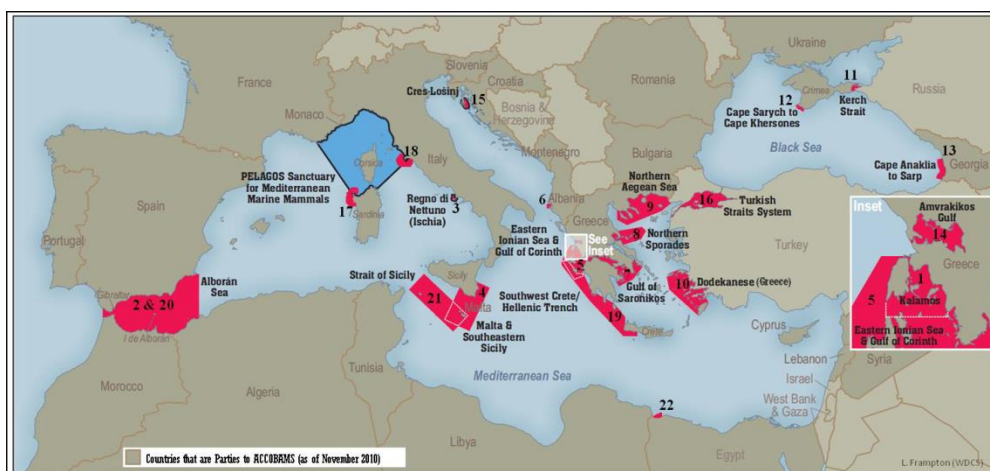 Ukraine
Slovenia
France
Croatia
Romania
11
Cres-Lošinj
15
Crimea
Russia
12
Kerch
Strait
Monaco
Bosnia &
Herzegovina
Cape Sarych to
Cape Khersones
18
Italy
Montenegro
Black Sea
13
Corsica
Bulgaria
Cape Anaklia
to Sarp
Georgia
PELAGOS Sanctuary
for Mediterranean
Marine Mammals
Northern
Aegean Sea
Spain
Regno di
Nettuno
(Ischia)
3
6
Albania
9
16
Turkish
Straits System
Inset
Amvrakikos
Gulf
14
17
Sardinia
Greece
Portugal
Eastern
Ionian Sea &
Gulf of Corinth
See
Inset
8
Northern
Sporades
Turkey
Greece
Strait of Sicily
Sicily
5
7
Gulf of
Saronikos
10
Dodekanese (Greece)
1
Kalamos
5
Alborán
Sea
Gibraltar
2 & 20
21
4
Malta
Southwest Crete/
Hellenic Trench
19
Crete
Cyprus
Eastern Ionian Sea
& Gulf of Corinth
I de Alborán
Malta &
Southeastern
Sicily
Lebanon
Syria
Morocco
Algeria
Tunisia
Mediterranean Sea
Israel
West Bank
& Gaza
22
Libya
Egypt
Countries that are Parties to ACCOBAMS (as of November 2010)
L. Frampton (WDCS)